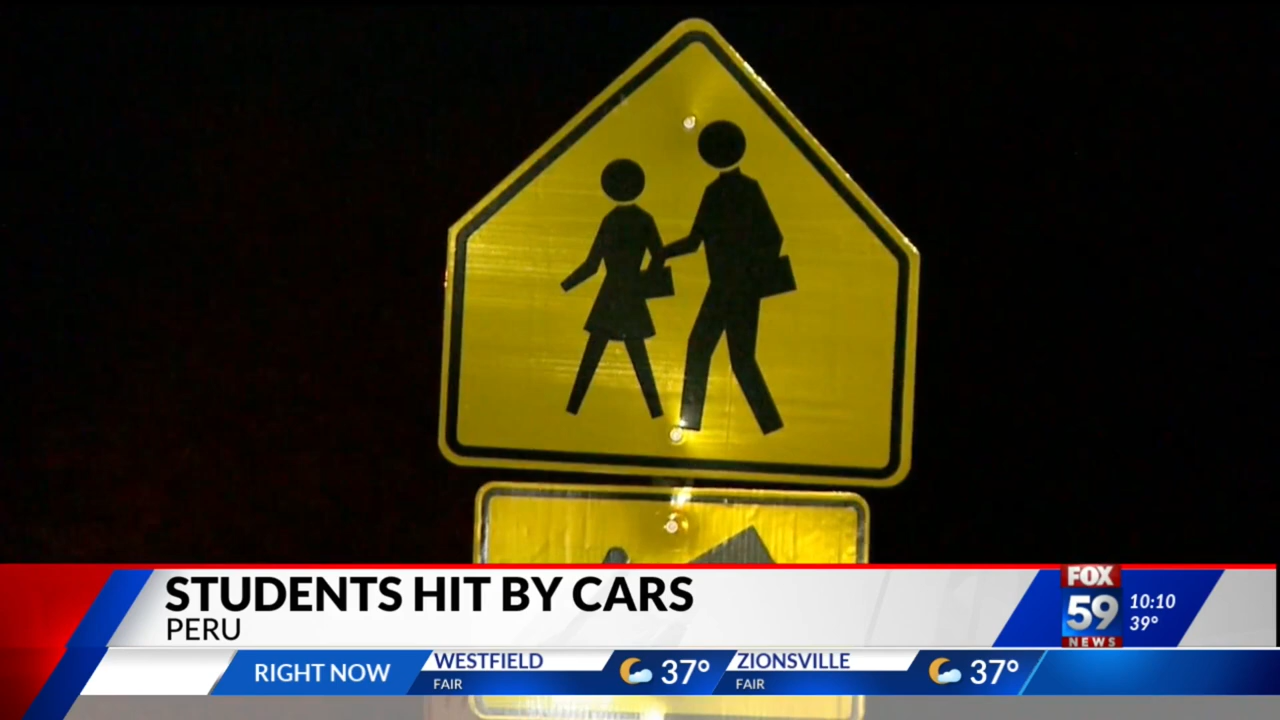 STUDENTS HIT BY CARS
PERU
FOX
59
NEWS
10:10
39°
RIGHT NOW
WESTFIELD
FAIR
37°
ZIONSVILLE
FAIR
37°